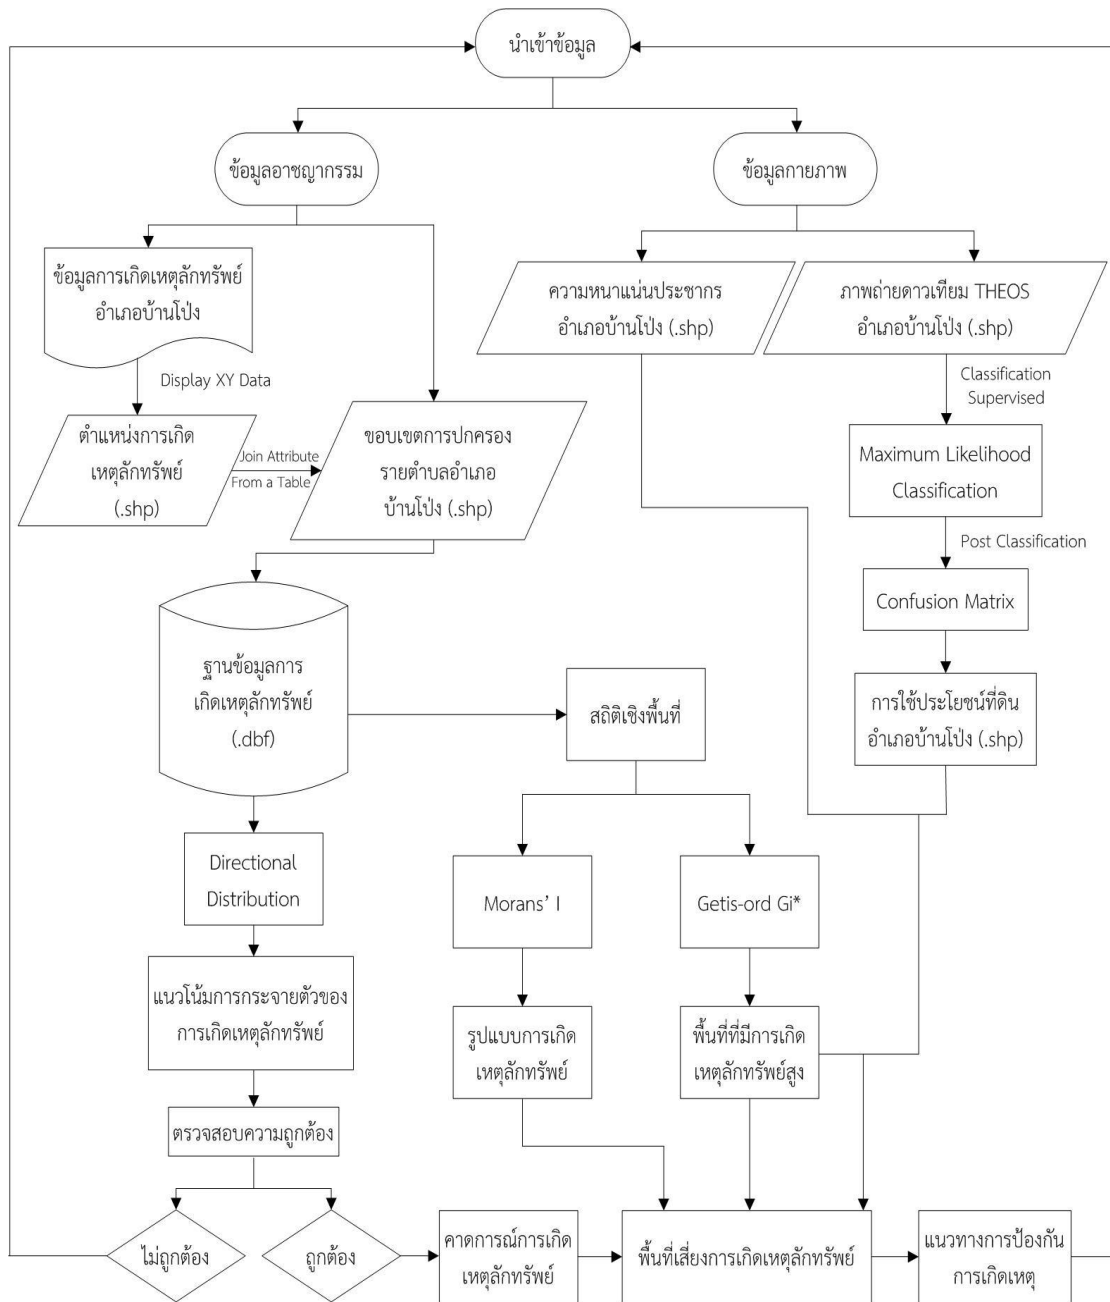 นำเข้าข้อมูล
ข้อมูลอาชญากรรม
ข้อมูลกายภาพ
ข้อมูลการเกิดเหตุลักทรัพย์
อำเภอบ้านโป่ง
ความหนาแน่นประชากร
อำเภอบ้านโป่ง (.shp)
ภาพถ่ายดาวเทียม THEOS
อำเภอบ้านโป่ง (.shp)
Display XY Data
Classification
Supervised
ตำแหน่งการเกิด
เหตุลักทรัพย์
(.shp)
Join Attribute
From a Table
ขอบเขตการปกครอง
รายตำบลอำเภอ
บ้านโป่ง (.shp)
Maximum Likelihood
Classification
Post Classification
Confusion Matrix
ฐานข้อมูลการ
เกิดเหตุลักทรัพย์
(.dbf)
สถิติเชิงพื้นที่
การใช้ประโยชน์ที่ดิน
อำเภอบ้านโป่ง (.shp)
Directional
Distribution
Morans’ I
Getis-ord Gi*
แนวโน้มการกระจายตัวของ
การเกิดเหตุลักทรัพย์
รูปแบบการเกิด
เหตุลักทรัพย์
พื้นที่ที่มีการเกิด
เหตุลักทรัพย์สูง
ตรวจสอบความถูกต้อง
ไม่ถูกต้อง
ถูกต้อง
คาดการณ์การเกิด
เหตุลักทรัพย์
พื้นที่เสี่ยงการเกิดเหตุลักทรัพย์
แนวทางการป้องกัน
การเกิดเหตุ